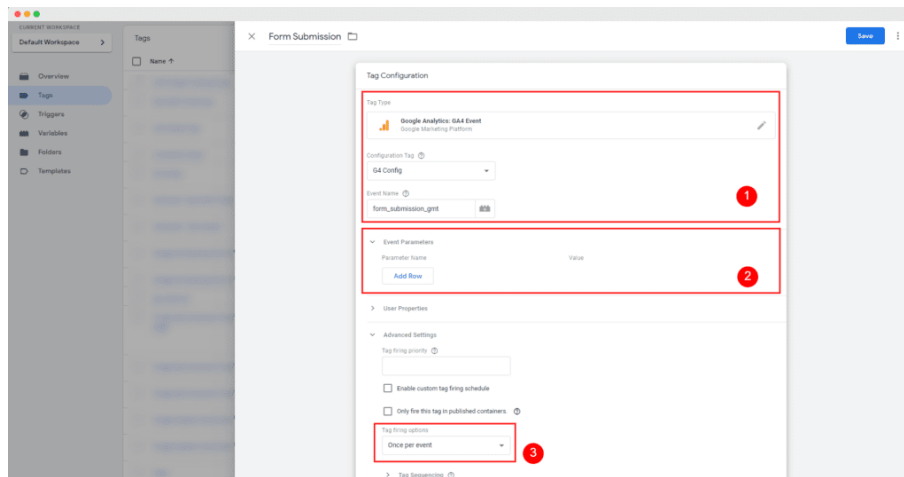 CURRENT WORKSPACE
Default Workspace >
Overview
Tags
Triggers
Variables
Folders
Templates
Tags
Name ↑
× Form Submission
Save
Tag Configuration
Tag Type
Google Analytics: GA4 Event
Google Marketing Platform
Configuration Tag
G4 Config
Event Name
form_submission_gmt
1
Event Parameters
Parameter Name Value
Add Row
2
User Properties
Advanced Settings
Tag firing priority
Enable custom tag firing schedule
Only fire this tag in published containers.
Tag firing options
Once per event
3
Tag Sequencing